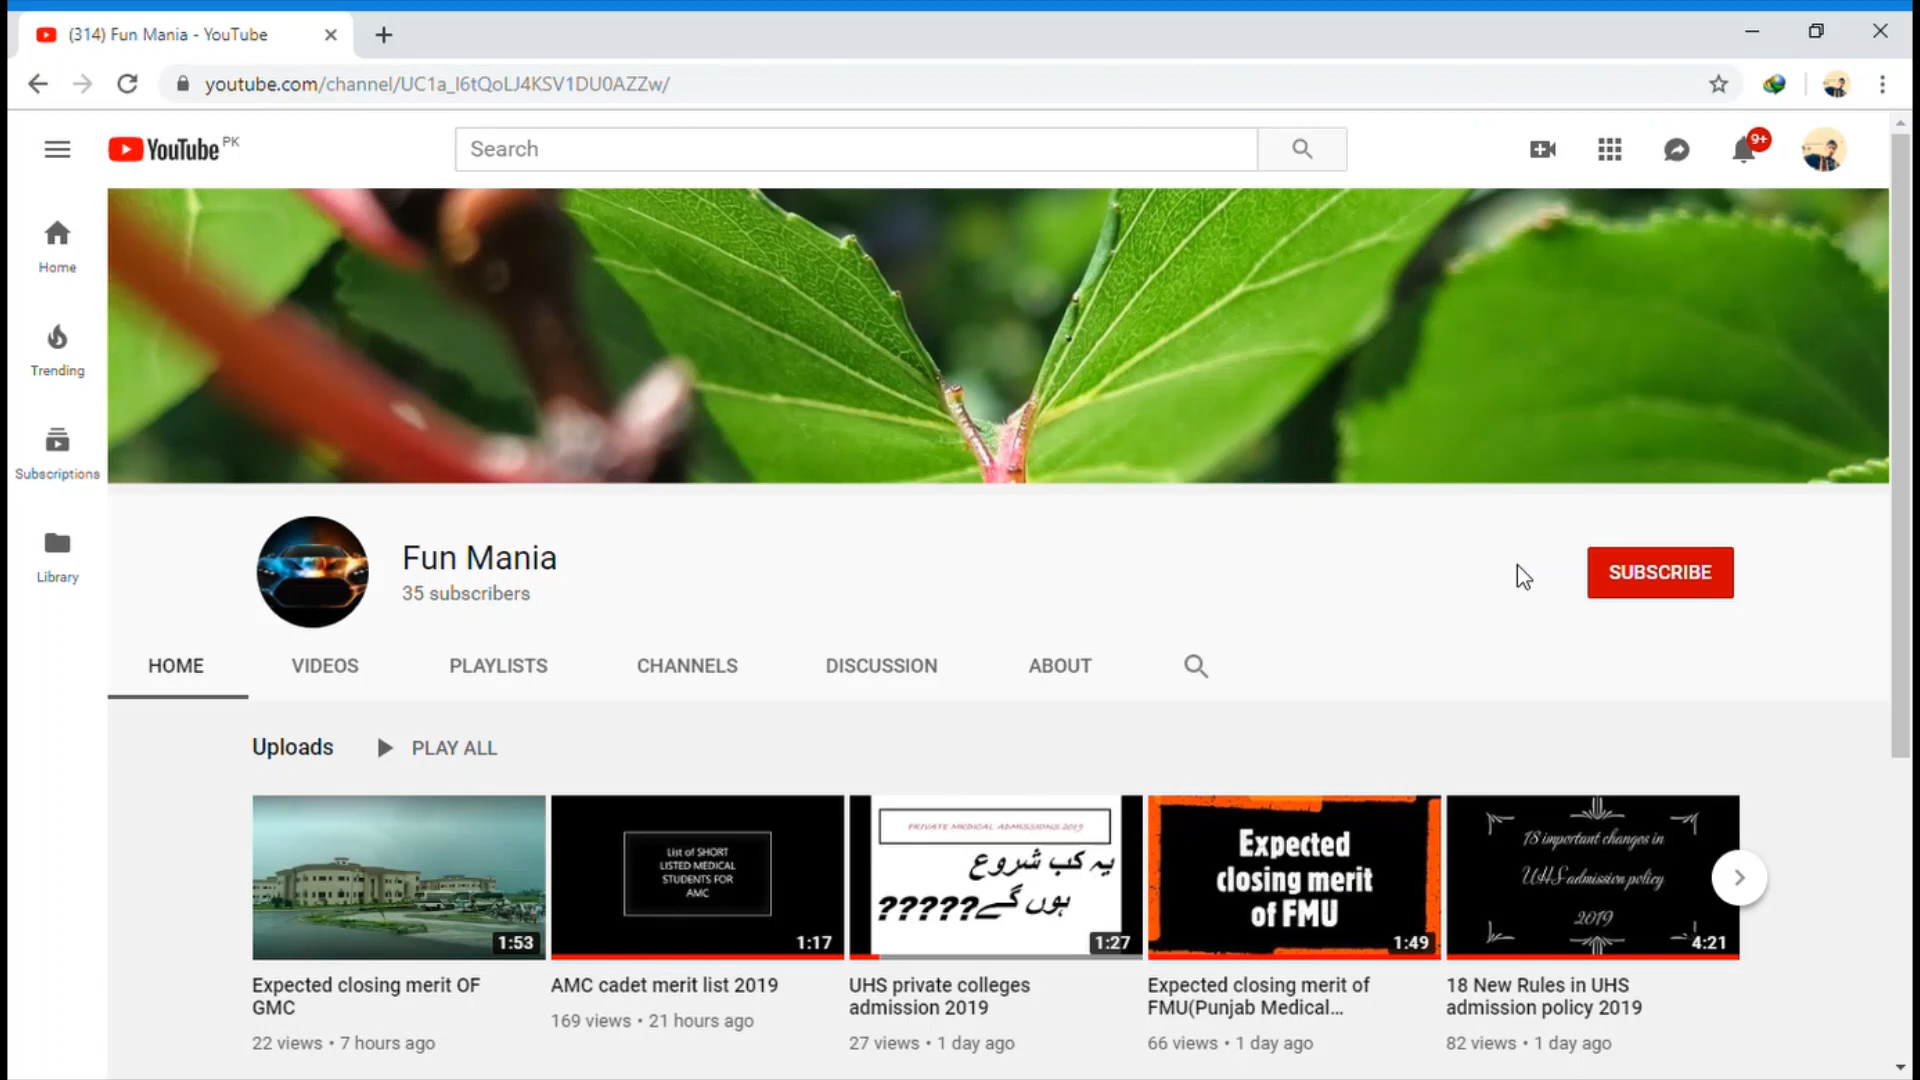 (314) Fun Mania - YouTube
youtube.com/channel/UC1a_I6tQoLJ4KSV1DU0AZZw/
YouTube PK
Search
9+
Home
Trending
Subscriptions
Library
Fun Mania
35 subscribers
SUBSCRIBE
HOME VIDEOS PLAYLISTS CHANNELS DISCUSSION ABOUT
Uploads PLAY ALL
1:53
List of SHORT
LISTED MEDICAL
STUDENTS FOR
AMC
1:17
PRIVATE MEDICAL ADMISSIONS 2019
یہ کب شروع
ہوں گے؟؟؟؟؟
1:27
Expected
closing merit
of FMU
1:49
18 important changes in
UHS admission policy
2019
4:21
Expected closing merit OF
GMC
22 views • 7 hours ago
AMC cadet merit list 2019
169 views • 21 hours ago
UHS private colleges
admission 2019
27 views • 1 day ago
Expected closing merit of
FMU(Punjab Medical...
66 views • 1 day ago
18 New Rules in UHS
admission policy 2019
82 views • 1 day ago